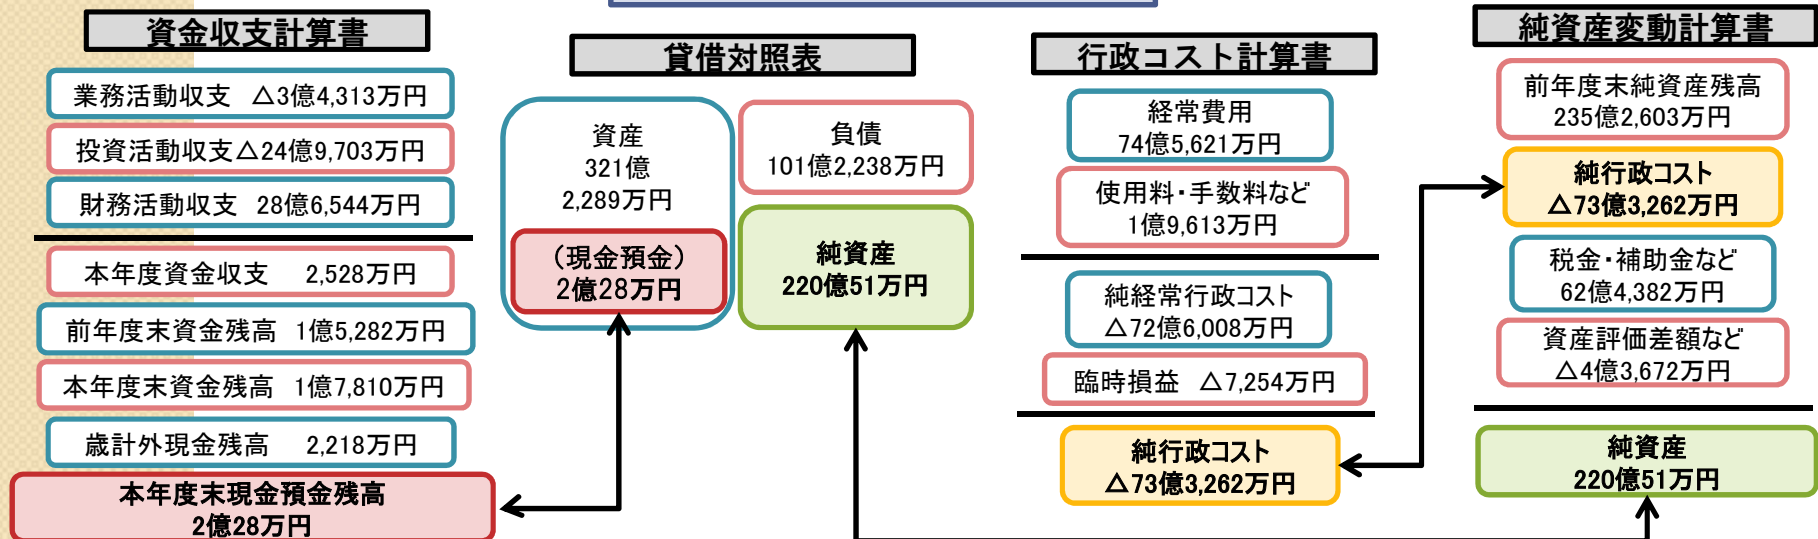 資金収支計算書
業務活動収支 △3億4,313万円
投資活動収支△24億9,703万円
財務活動収支 28億6,544万円
本年度資金収支 2,528万円
前年度末資金残高 1億5,282万円
本年度末資金残高 1億7,810万円
歳計外現金残高 2,218万円
本年度末現金預金残高
2億28万円
貸借対照表
資産
321億
2,289万円
(現金預金)
2億28万円
負債
101億2,238万円
純資産
220億51万円
行政コスト計算書
経常費用
74億5,621万円
使用料・手数料など
1億9,613万円
純経常行政コスト
△72億6,008万円
臨時損益 △7,254万円
純行政コスト
△73億3,262万円
純資産変動計算書
前年度末純資産残高
235億2,603万円
純行政コスト
△73億3,262万円
税金・補助金など
62億4,382万円
資産評価差額など
△4億3,672万円
純資産
220億51万円